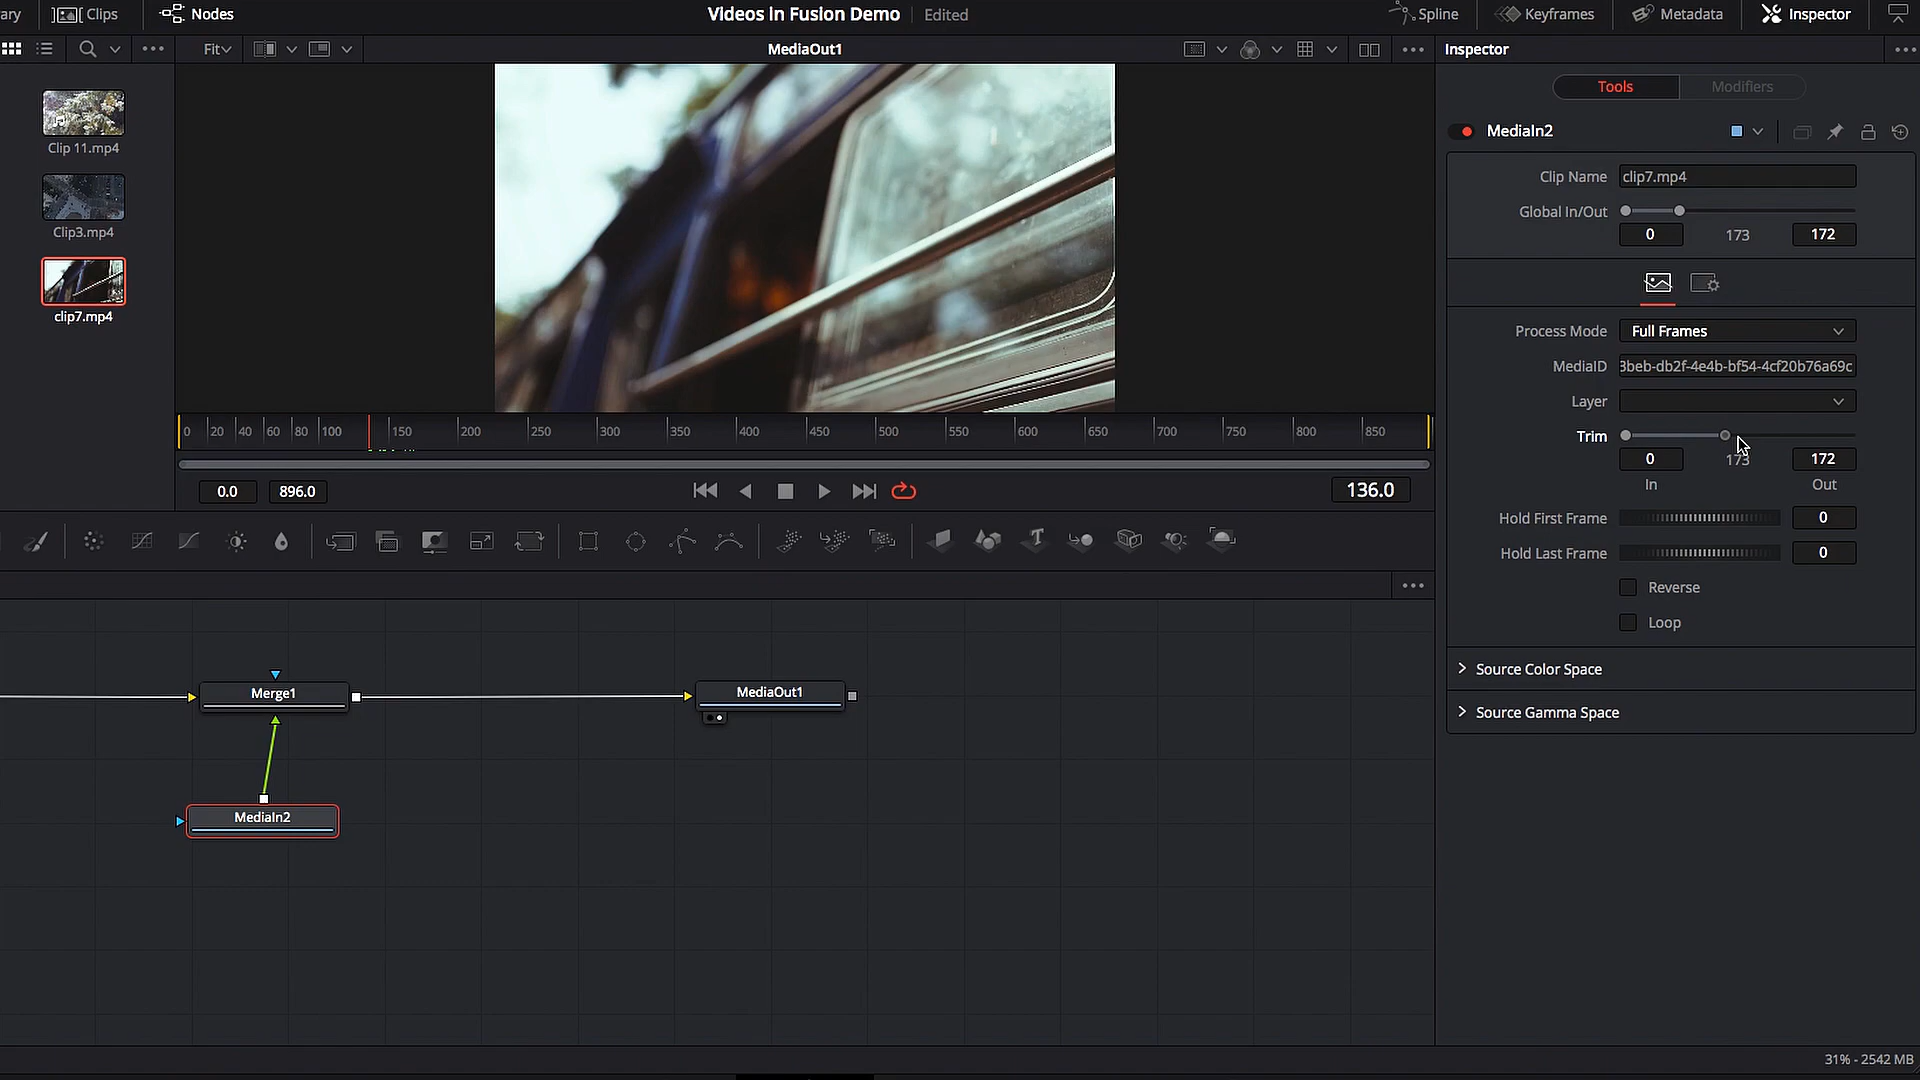 ary Clips Nodes Videos In Fusion Demo Edited Spline Keyframes Metadata Inspector
Fit MediaOut1 Inspector
Tools Modifiers
MediaIn2
Clip 11.mp4
Clip3.mp4
clip7.mp4
Clip Name clip7.mp4
Global In/Out
0 173 172
Process Mode Full Frames
MediaID 3beb-db2f-4e4b-bf54-4cf20b76a69c
Layer
Trim
0 173 172
In Out
Hold First Frame 0
Hold Last Frame 0
Reverse
Loop
Source Color Space
Source Gamma Space
0 20 40 60 80 100 150 200 250 300 350 400 450 500 550 600 650 700 750 800 850
0.0 896.0 136.0
T
Merge1 MediaOut1
MediaIn2
31% - 2542 MB